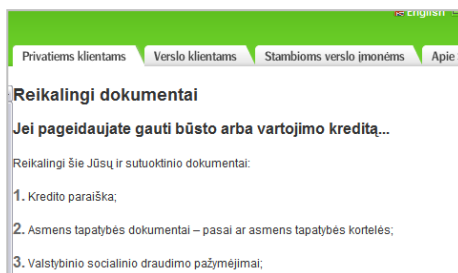 English
Privatiems klientams Verslo klientams Stambioms verslo įmonėms Apie
Reikalingi dokumentai
Jei pageidaujate gauti būsto arba vartojimo kreditą...
Reikalingi šie Jūsų ir sutuoktinio dokumentai:
1. Kredito paraiška;
2. Asmens tapatybės dokumentai – pasai ar asmens tapatybės kortelės;
3. Valstybinio socialinio draudimo pažymėjimai;